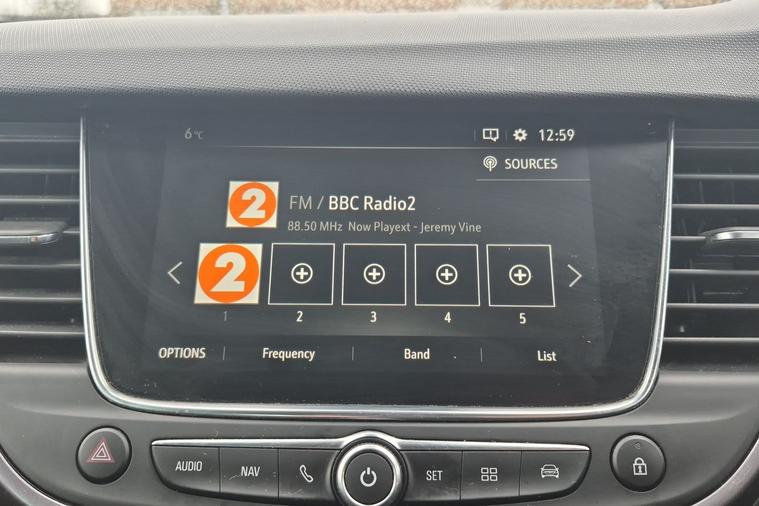 6°C 12:59
SOURCES
2 FM / BBC Radio2
88.50 MHz Now Playext - Jeremy Vine
2
1 2 3 4 5
OPTIONS Frequency Band List
AUDIO NAV SET